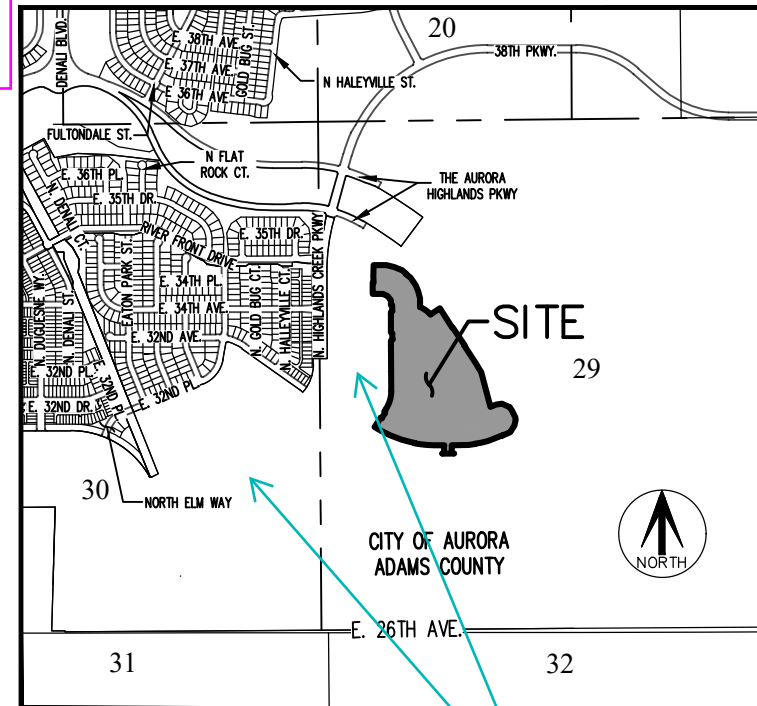 20
DENALI BLVD.
E. 38TH AVE.
E. 37TH AVE.
E. 36TH AVE.
GOLD BUG ST.
38TH PKWY.
N HALEYVILLE ST.
FULTONDALE ST.
N FLAT
ROCK CT.
E. 36TH PL.
E. 35TH DR.
THE AURORA
HIGHLANDS PKWY
N. DENALI CT.
RIVER FRONT DRIVE
E. 35TH DR.
N. HIGHLANDS CREEK PKWY
EATON PARK ST.
E. 34TH PL.
E. 34TH AVE.
E. 32ND AVE.
N. GOLD BUG CT.
N. HALLEYVILLE CT.
N. DUGUESNE WY
N. DENALI ST.
SITE
29
E. 32ND PL.
E. 32ND PL.
E. 32ND PL.
E. 32ND DR.
30
NORTH ELM WAY
CITY OF AURORA
ADAMS COUNTY
NORTH
E. 26TH AVE.
31
32